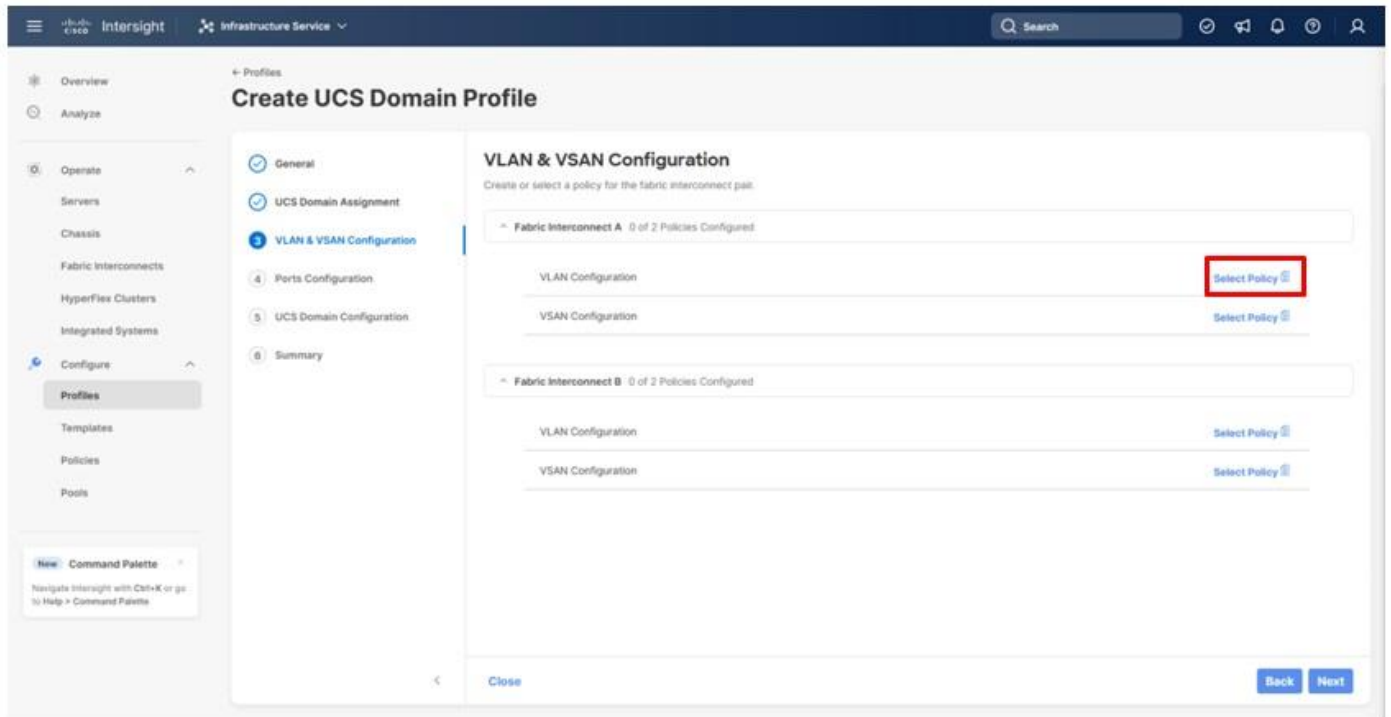 cisco Intersight
Infrastructure Service
Search
Overview
Analyze
Operate
Servers
Chassis
Fabric Interconnects
HyperFlex Clusters
Integrated Systems
Configure
Profiles
Templates
Policies
Pools
New Command Palette
Navigate Intersight with Ctrl+K or go
to Help > Command Palette
← Profiles
Create UCS Domain Profile
General
UCS Domain Assignment
3 VLAN & VSAN Configuration
4 Ports Configuration
5 UCS Domain Configuration
6 Summary
VLAN & VSAN Configuration
Create or select a policy for the fabric interconnect pair.
Fabric Interconnect A 0 of 2 Policies Configured
VLAN Configuration Select Policy
VSAN Configuration Select Policy
Fabric Interconnect B 0 of 2 Policies Configured
VLAN Configuration Select Policy
VSAN Configuration Select Policy
Close Back Next